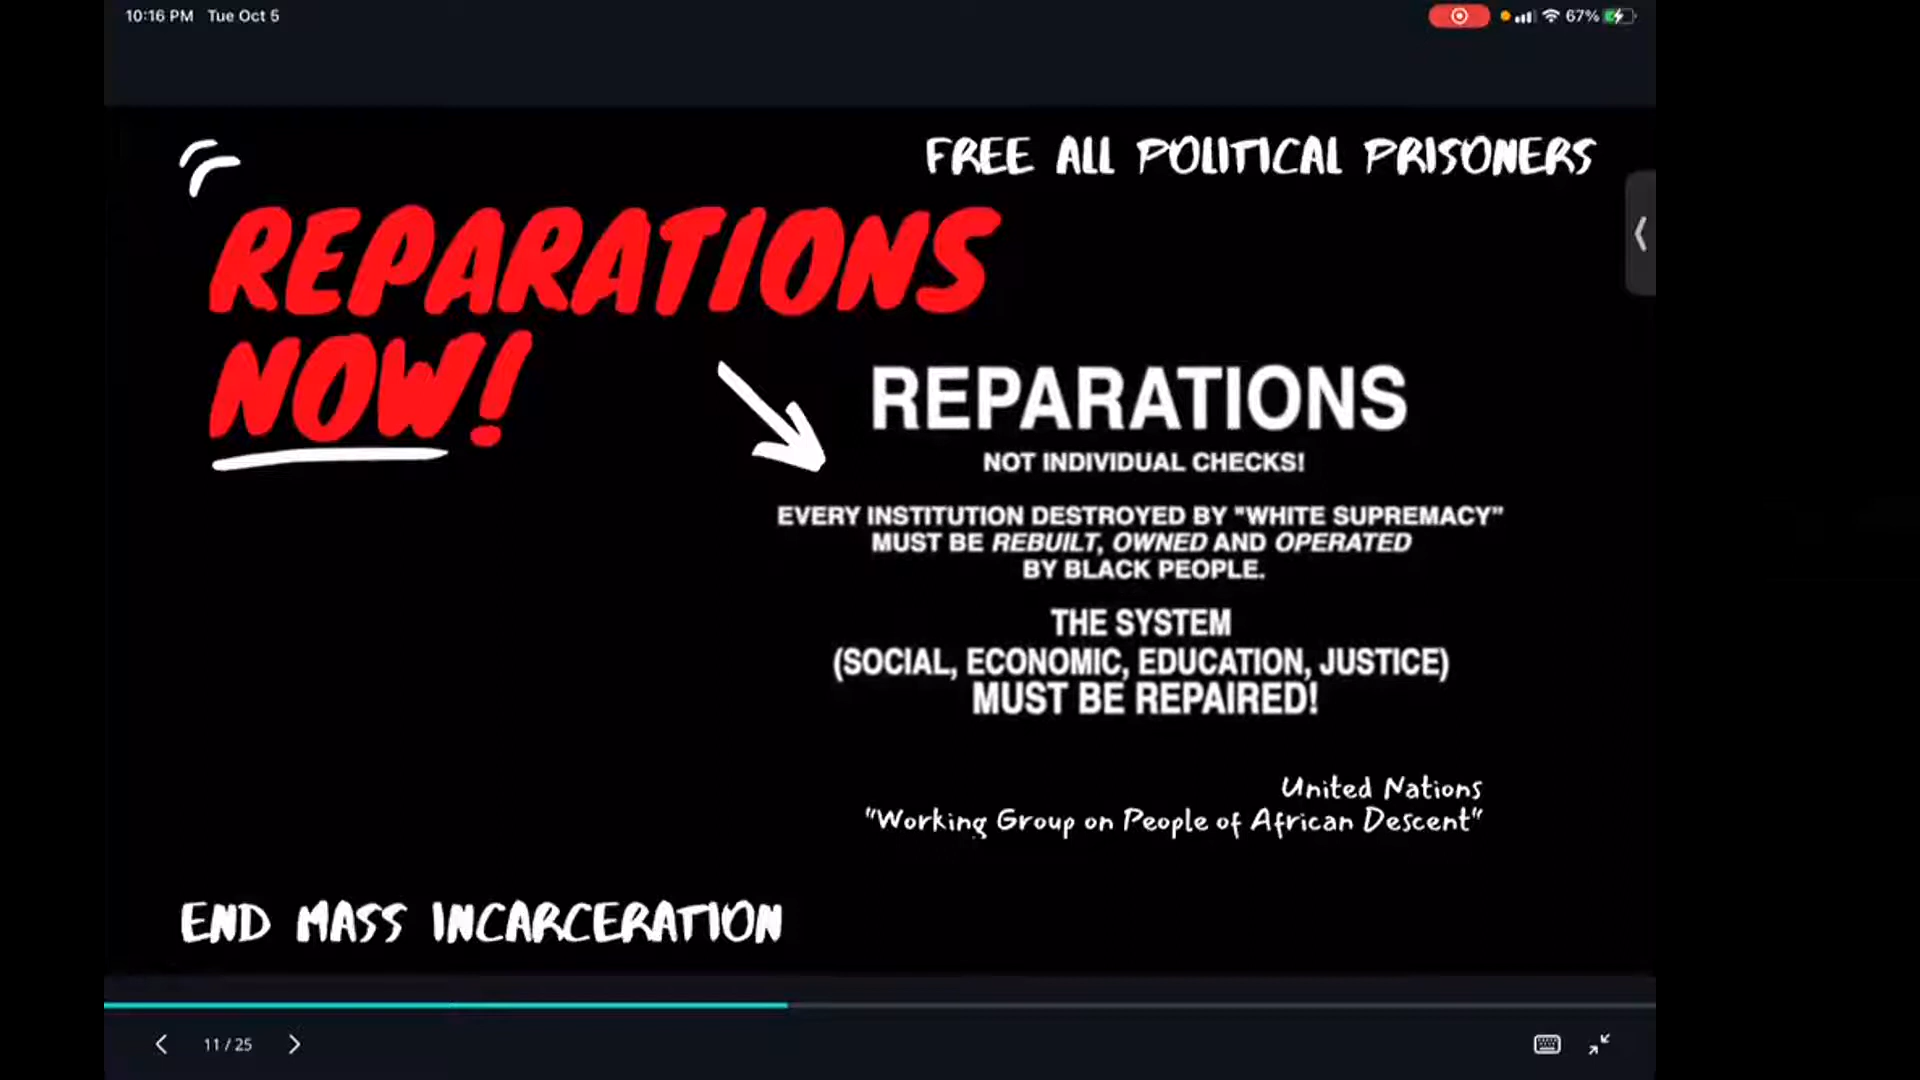 10:16 PM Tue Oct 5
67%
FREE ALL POLITICAL PRISONERS
REPARATIONS
NOW!
REPARATIONS
NOT INDIVIDUAL CHECKS!
EVERY INSTITUTION DESTROYED BY "WHITE SUPREMACY"
MUST BE REBUILT, OWNED AND OPERATED
BY BLACK PEOPLE.
THE SYSTEM
(SOCIAL, ECONOMIC, EDUCATION, JUSTICE)
MUST BE REPAIRED!
United Nations
"Working Group on People of African Descent"
END MASS INCARCERATION
11 / 25